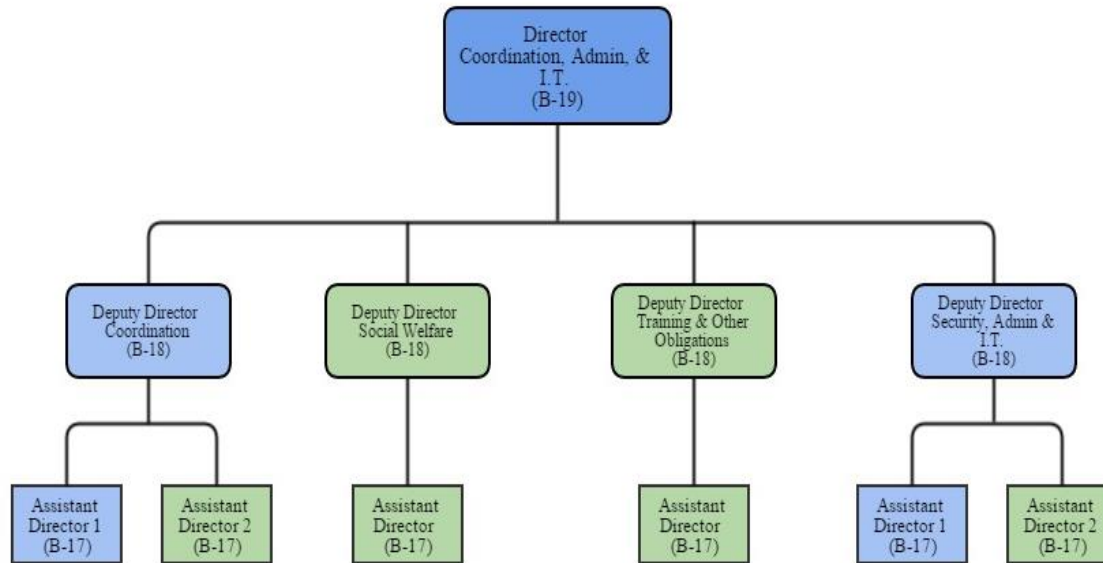 Director
Coordination, Admin, &
I.T.
(B-19)
Deputy Director
Coordination
(B-18)
Deputy Director
Social Welfare
(B-18)
Deputy Director
Training & Other
Obligations
(B-18)
Deputy Director
Security, Admin &
I.T.
(B-18)
Assistant
Director 1
(B-17)
Assistant
Director 2
(B-17)
Assistant
Director
(B-17)
Assistant
Director
(B-17)
Assistant
Director 1
(B-17)
Assistant
Director 2
(B-17)